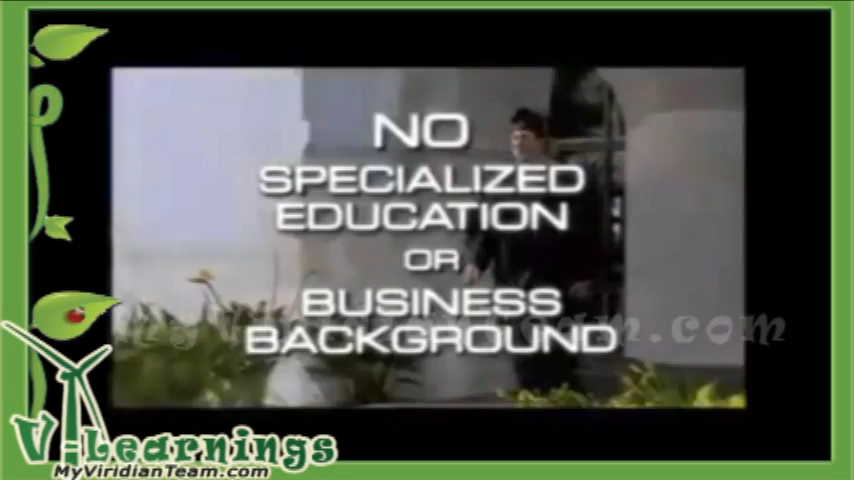 NO
SPECIALIZED
EDUCATION
OR
BUSINESS
BACKGROUND
V-Learnings
MyViridianTeam.com